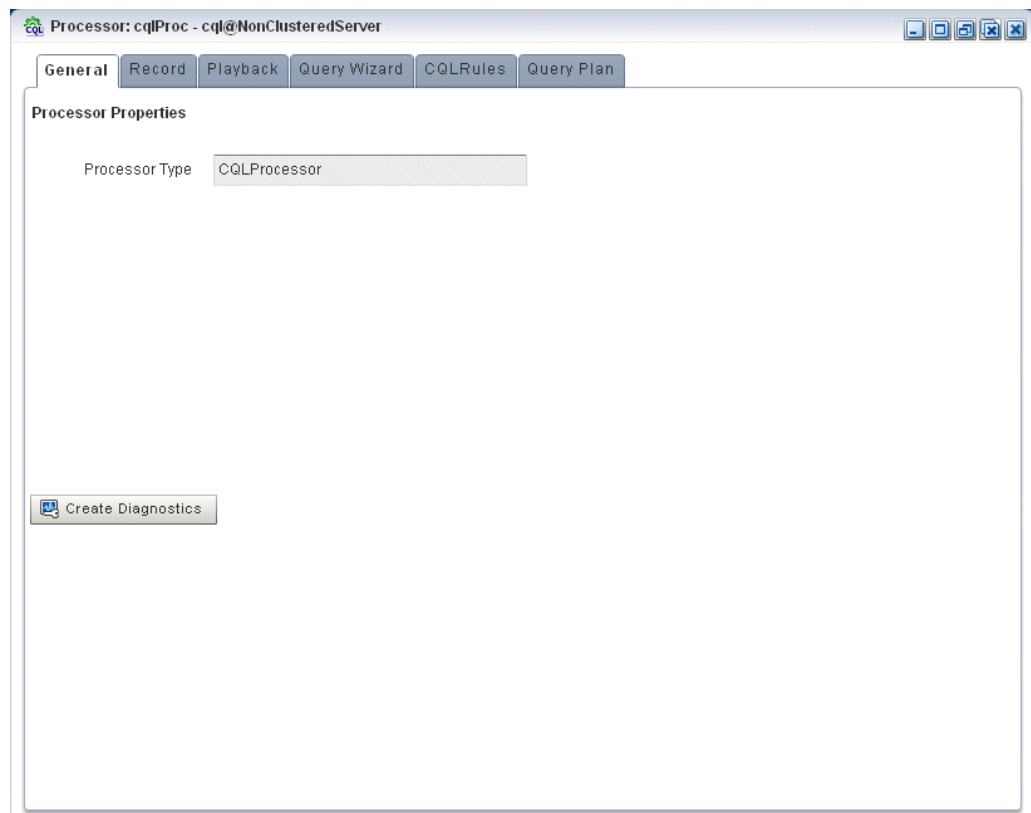 CQL
Processor: cqlProc - cql@NonClusteredServer
General Record Playback Query Wizard CQLRules Query Plan
Processor Properties
Processor Type CQLProcessor
Create Diagnostics